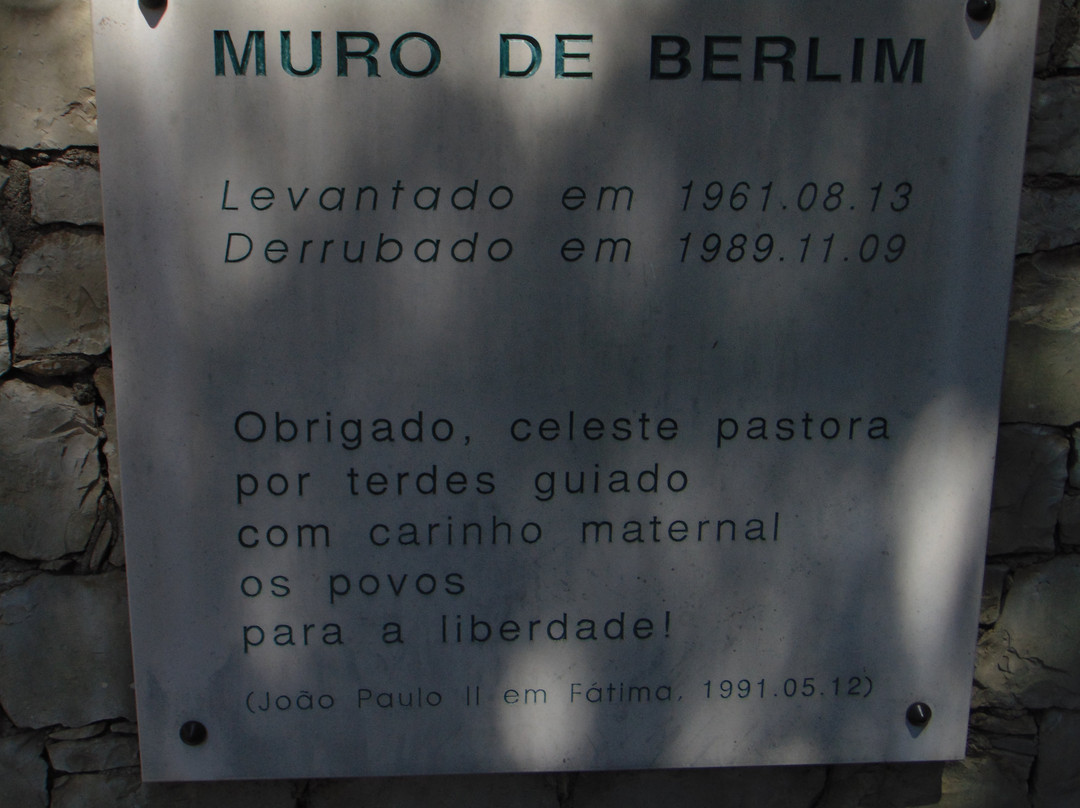 MURO DE BERLIM
Levantado em 1961.08.13
Derrubado em 1989.11.09
Obrigado, celeste pastora
por terdes guiado
com carinho maternal
os povos
para a liberdade!
(João Paulo II em Fátima, 1991.05.12)